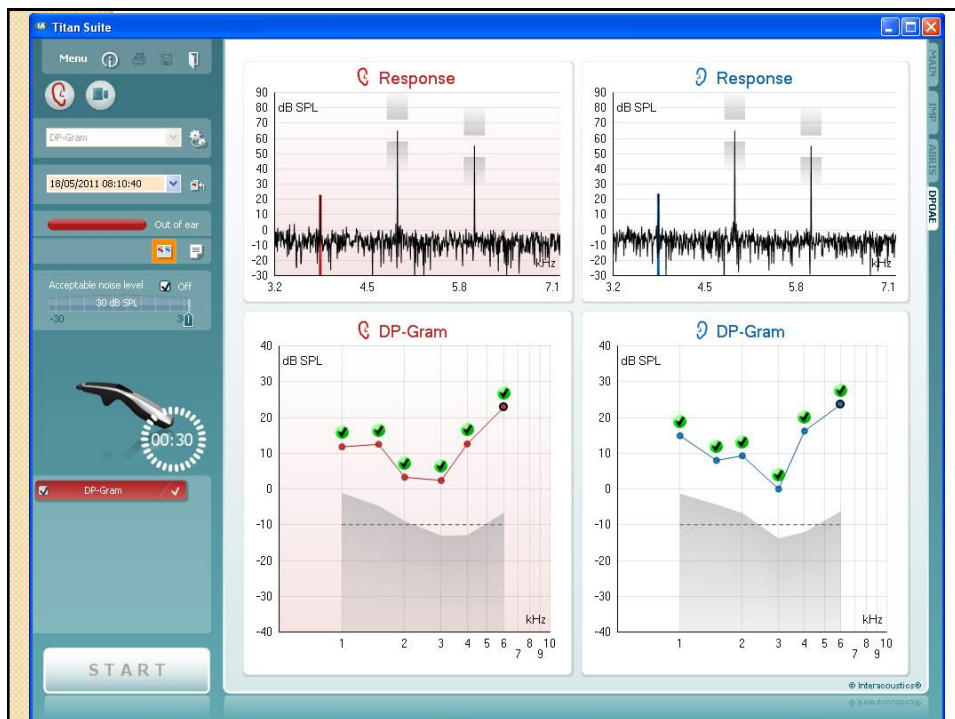 Titan Suite
Menu
DP-Gram
18/05/2011 08:10:40
Out of ear
Acceptable noise level Off
30 dB SPL
-30
00:30
DP-Gram
START
Response
90
80
70
60
50
40
30
20
10
0
-10
-20
-30
dB SPL
kHz
3.2 4.5 5.8 7.1
Response
90
80
70
60
50
40
30
20
10
0
-10
-20
-30
dB SPL
kHz
3.2 4.5 5.8 7.1
DP-Gram
40
30
20
10
0
-10
-20
-30
-40
dB SPL
kHz
1 2 3 4 5 6 7 8 9 10
DP-Gram
40
30
20
10
0
-10
-20
-30
-40
dB SPL
kHz
1 2 3 4 5 6 7 8 9 10
MAIN
IMP
ABRIS
DPOAE
© Interacoustics®